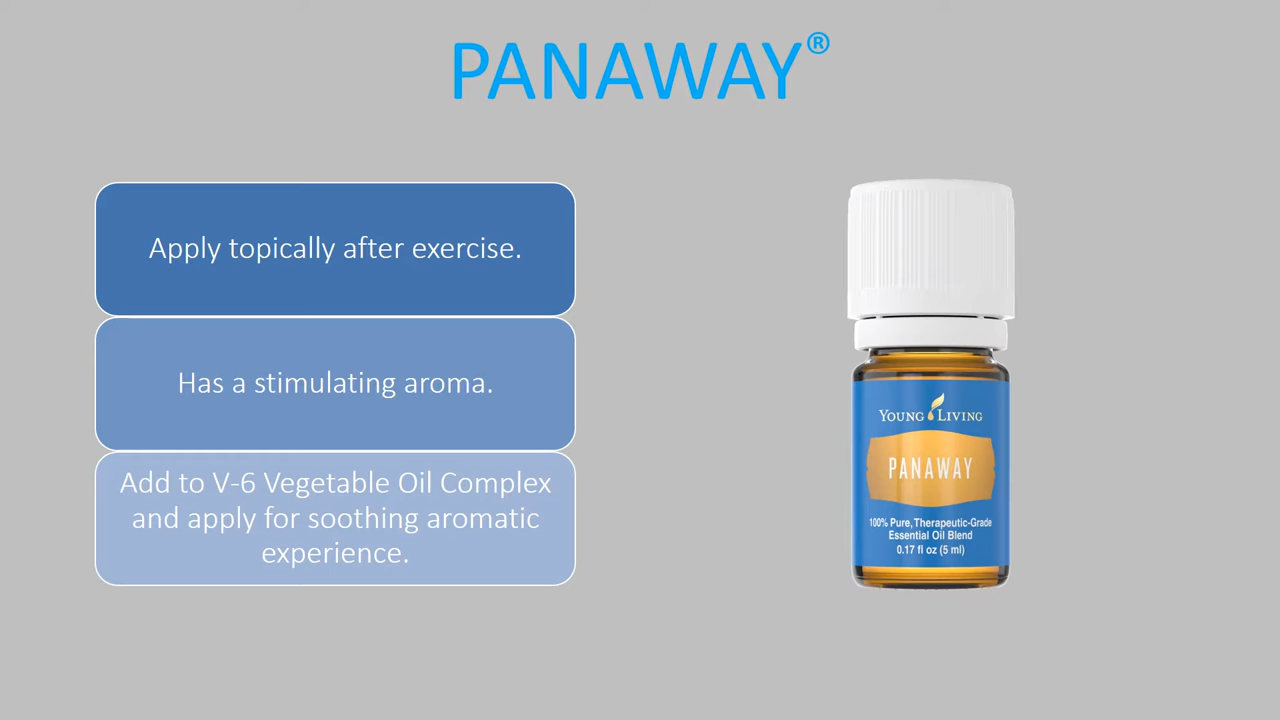 PANAWAY®
Apply topically after exercise.
Has a stimulating aroma.
Add to V-6 Vegetable Oil Complex
and apply for soothing aromatic
experience.
YOUNG LIVING
PANAWAY
100% Pure, Therapeutic-Grade
Essential Oil Blend
0.17 fl oz (5 ml)